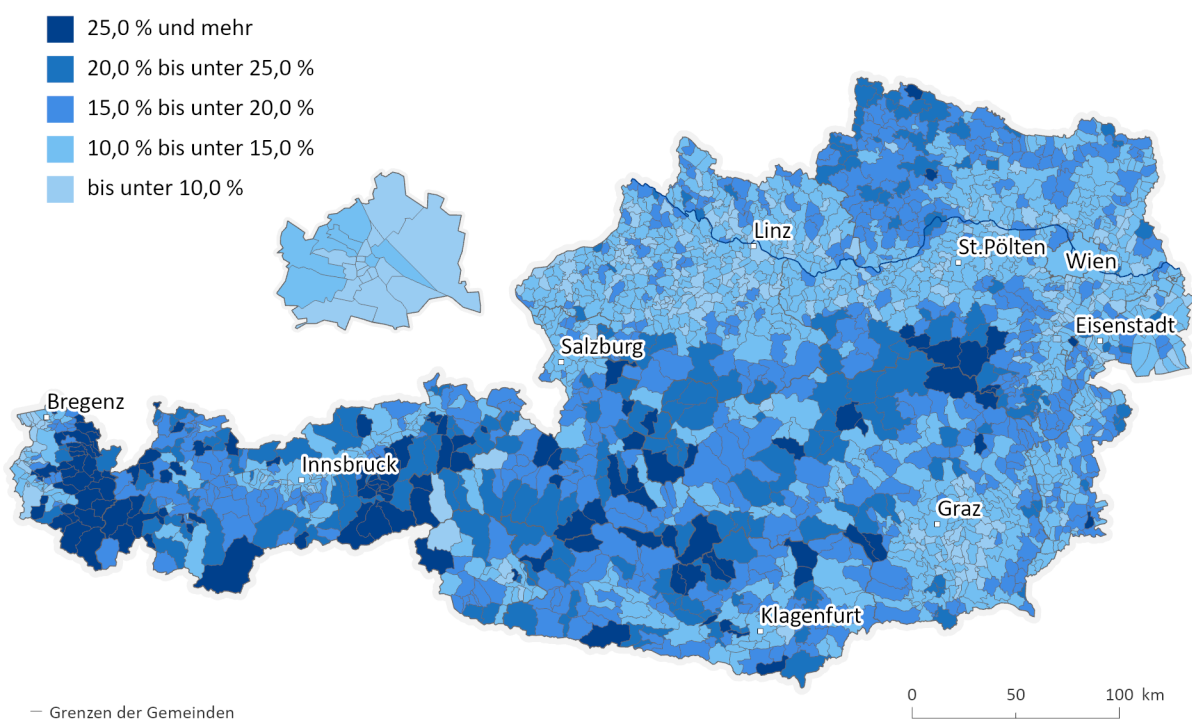 25,0 % und mehr
20,0 % bis unter 25,0 %
15,0 % bis unter 20,0 %
10,0 % bis unter 15,0 %
bis unter 10,0 %
Linz
St.Pölten
Wien
Eisenstadt
Salzburg
Bregenz
Innsbruck
Graz
Klagenfurt
0 50 100 km
Grenzen der Gemeinden